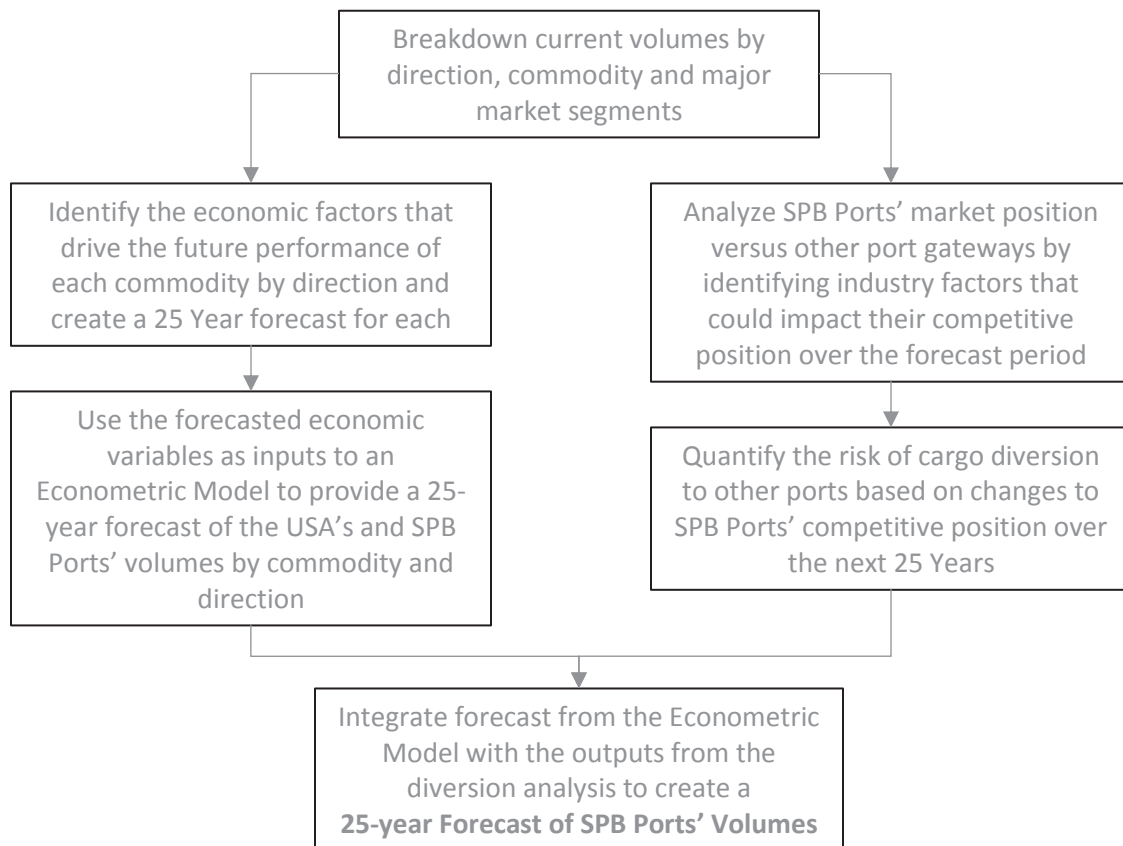 Breakdown current volumes by
direction, commodity and major
market segments
Identify the economic factors that
drive the future performance of
each commodity by direction and
create a 25 Year forecast for each
Use the forecasted economic
variables as inputs to an
Econometric Model to provide a 25-
year forecast of the USA’s and SPB
Ports’ volumes by commodity and
direction
Analyze SPB Ports’ market position
versus other port gateways by
identifying industry factors that
could impact their competitive
position over the forecast period
Quantify the risk of cargo diversion
to other ports based on changes to
SPB Ports’ competitive position over
the next 25 Years
Integrate forecast from the Econometric
Model with the outputs from the
diversion analysis to create a
25-year Forecast of SPB Ports’ Volumes